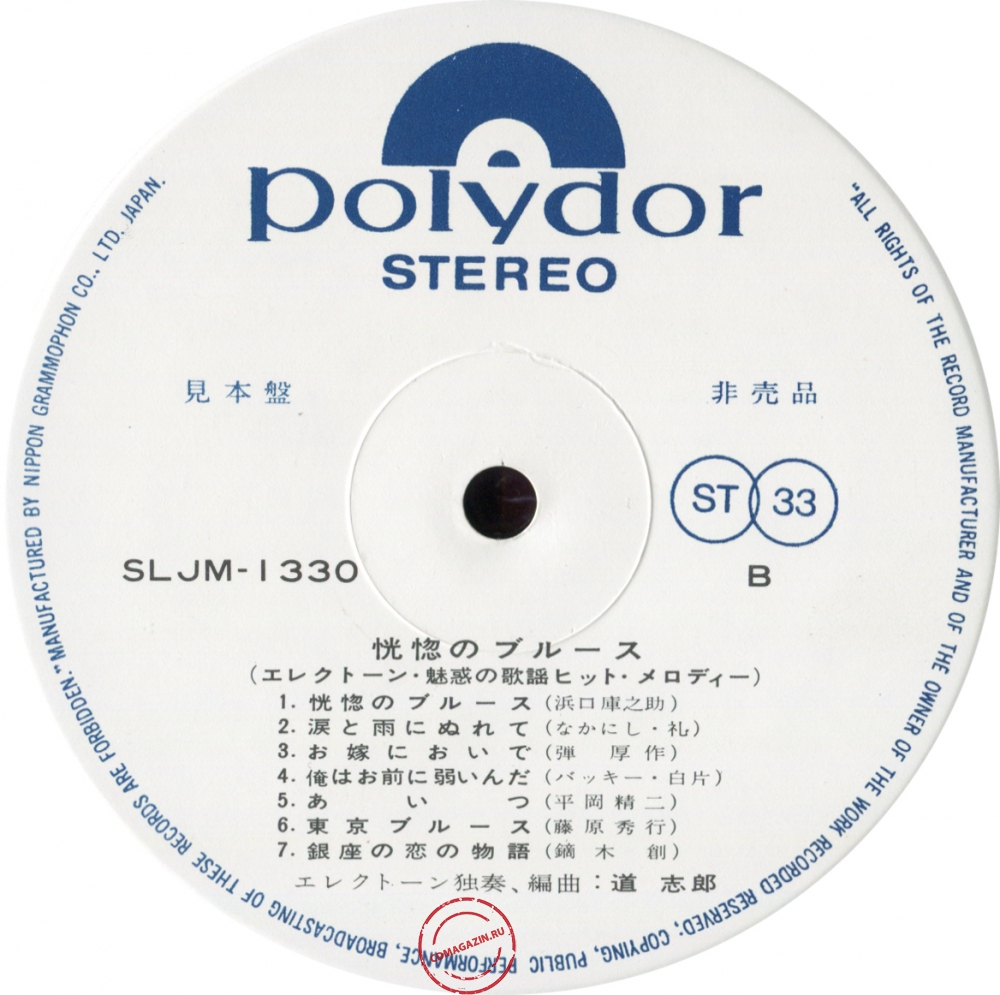 polydor
STEREO
見本盤
非売品
ST 33
SLJM-1330
B
恍惚のブルース
(エレクトーン・魅惑の歌謡ヒット・メロディー)
1. 恍惚のブルース (浜口庫之助)
2. 涙と雨にぬれて (なかにし・礼)
3. お嫁においで (弾 厚作)
4. 俺はお前に弱いんだ (バッキー・白片)
5. あいつ (平岡精二)
6. 東京ブルース (藤原秀行)
7. 銀座の恋の物語 (鏑木 創)
エレクトーン独奏、編曲：道 志郎
"ALL RIGHTS OF THE RECORD MANUFACTURER AND OF THE OWNER OF THE WORK RECORDED RESERVED; COPYING, PUBLIC PERFORMANCE, BROADCASTING OF THESE RECORDS ARE FORBIDDEN." MANUFACTURED BY NIPPON GRAMMOPHON CO., LTD. JAPAN.
CDMAGAZIN.RU